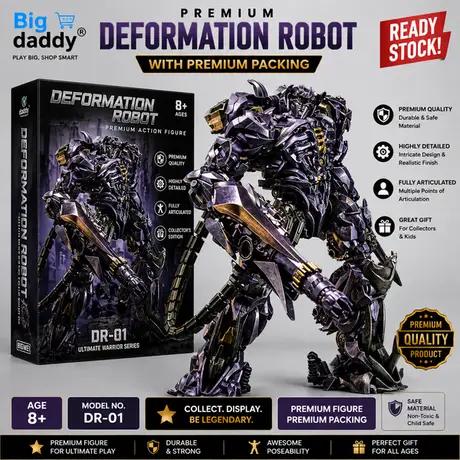 Big
daddy®
PLAY BIG, SHOP SMART
PREMIUM
DEFORMATION ROBOT
WITH PREMIUM PACKING
READY
STOCK!
DEFORMATION
ROBOT
PREMIUM ACTION FIGURE
8+
AGES
PREMIUM
QUALITY
HIGHLY
DETAILED
FULLY
ARTICULATED
COLLECTOR'S
EDITION
DR-01
ULTIMATE WARRIOR SERIES
DEFORMATION ROBOT
PREMIUM QUALITY
Durable & Safe
Material
HIGHLY DETAILED
Intricate Design &
Realistic Finish
FULLY ARTICULATED
Multiple Points of
Articulation
GREAT GIFT
For Collectors
& Kids
PREMIUM
QUALITY
PRODUCT
AGE
8+
MODEL NO.
DR-01
COLLECT. DISPLAY.
BE LEGENDARY.
PREMIUM FIGURE
PREMIUM PACKING
SAFE
MATERIAL
Non-Toxic &
Child Safe
PREMIUM FIGURE
FOR ULTIMATE PLAY
DURABLE
& STRONG
AWESOME
POSEABILITY
PERFECT GIFT
FOR ALL AGES